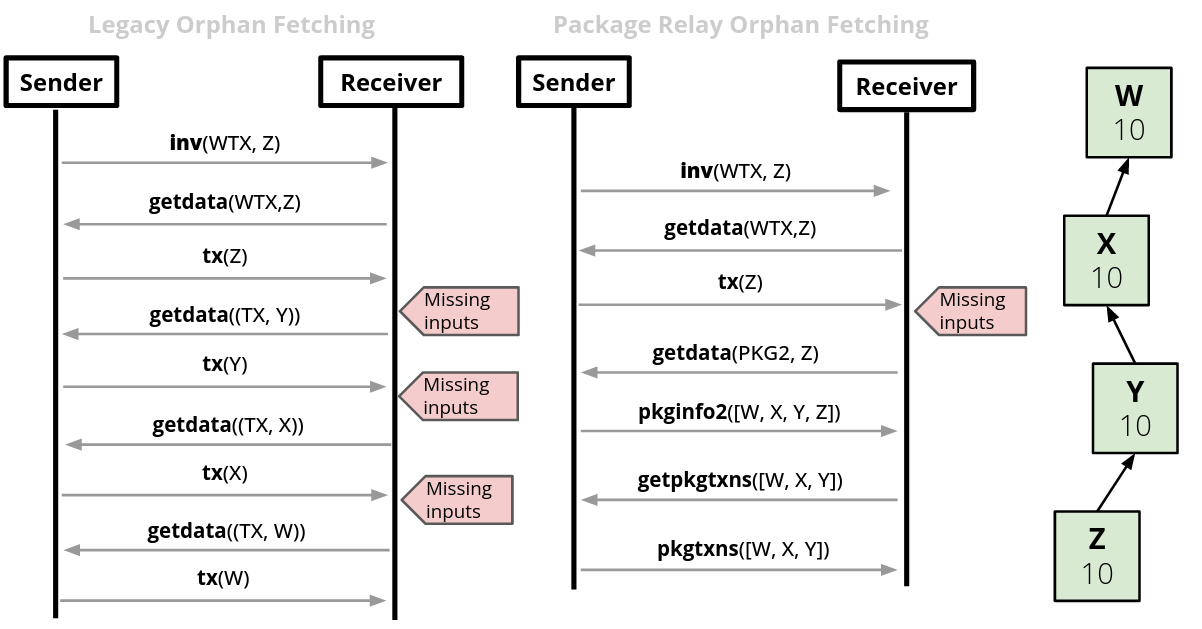 Legacy Orphan Fetching
Sender
Receiver
inv(WTX, Z)
getdata(WTX,Z)
tx(Z)
Missing
inputs
getdata((TX, Y))
tx(Y)
Missing
inputs
getdata((TX, X))
tx(X)
Missing
inputs
getdata((TX, W))
tx(W)
Package Relay Orphan Fetching
Sender
Receiver
inv(WTX, Z)
getdata(WTX,Z)
tx(Z)
Missing
inputs
getdata(PKG2, Z)
pkginfo2([W, X, Y, Z])
getpkgtxns([W, X, Y])
pkgtxns([W, X, Y])
W
10
X
10
Y
10
Z
10